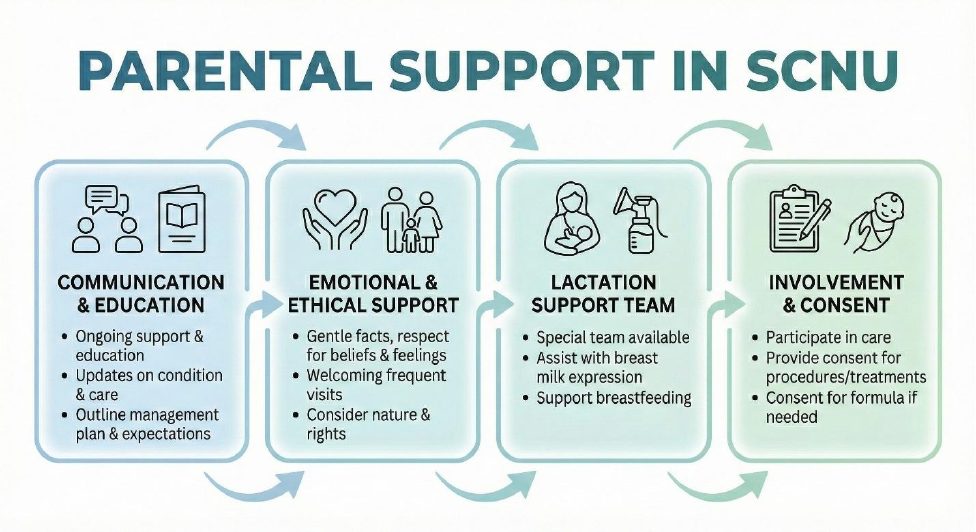 PARENTAL SUPPORT IN SCNU
COMMUNICATION
& EDUCATION
• Ongoing support &
education
• Updates on condition
& care
• Outline management
plan & expectations
EMOTIONAL &
ETHICAL SUPPORT
• Gentle facts, respect
for beliefs & feelings
• Welcoming frequent
visits
• Consider nature &
rights
LACTATION
SUPPORT TEAM
• Special team available
• Assist with breast
milk expression
• Support breastfeeding
INVOLVEMENT
& CONSENT
• Participate in care
• Provide consent for
procedures/treatments
• Consent for formula if
needed